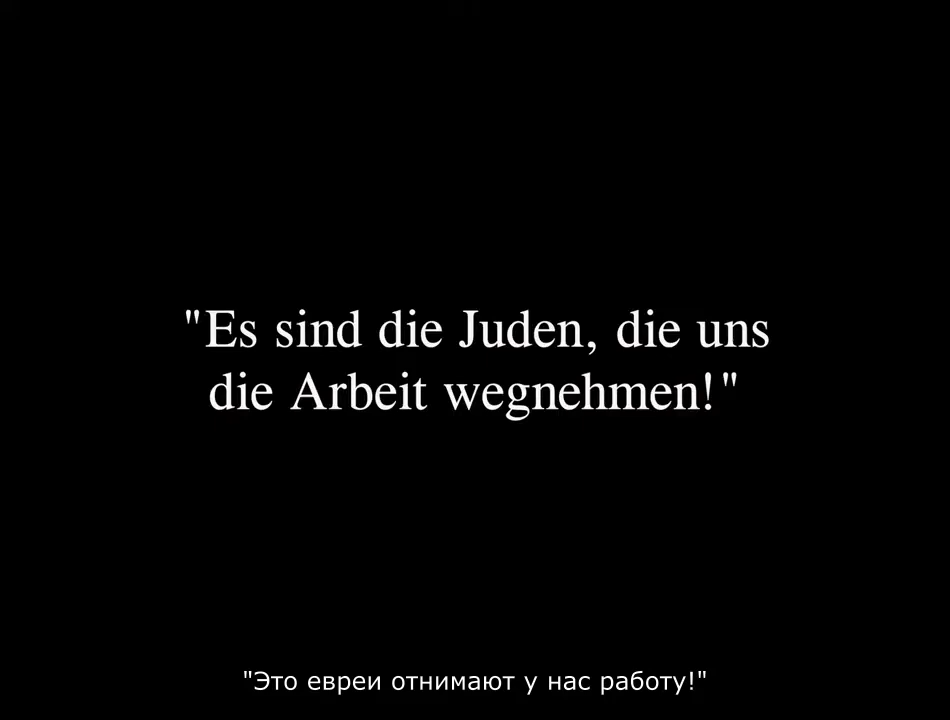 "Es sind die Juden, die uns
die Arbeit wegnehmen!"
"Это евреи отнимают у нас работу!"